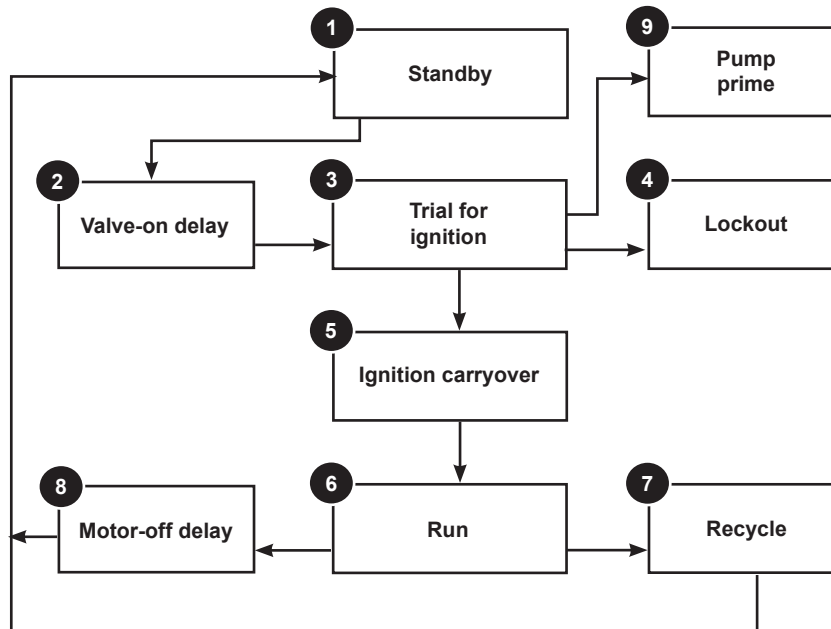 1
Standby
9
Pump
prime
2
Valve-on delay
3
Trial for
ignition
4
Lockout
5
Ignition carryover
8
Motor-off delay
6
Run
7
Recycle